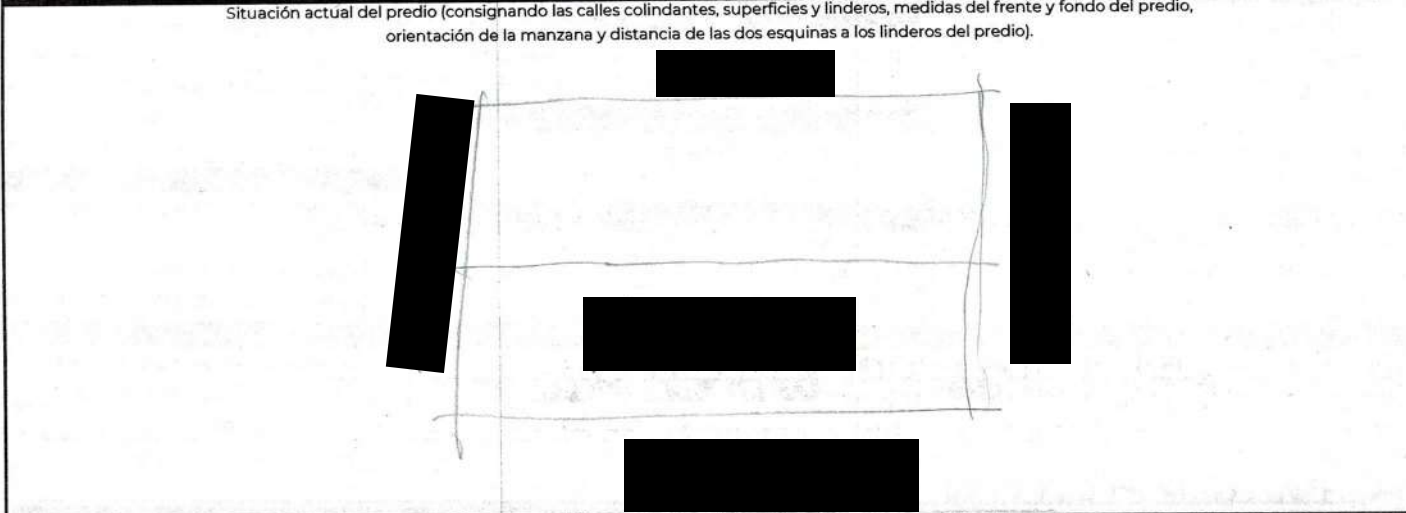 Situación actual del predio (consignando las calles colindantes, superficies y linderos, medidas del frente y fondo del predio,
orientación de la manzana y distancia de las dos esquinas a los linderos del predio).